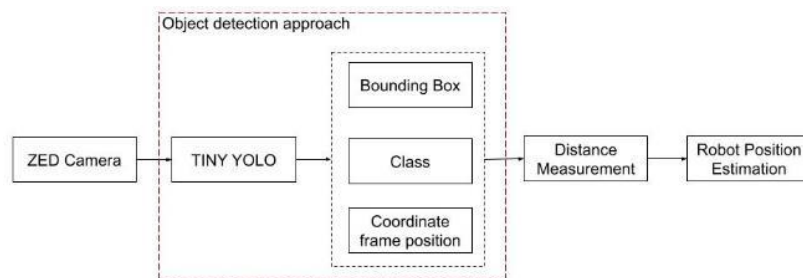 Object detection approach
Bounding Box
ZED Camera
TINY YOLO
Class
Distance
Measurement
Robot Position
Estimation
Coordinate
frame position